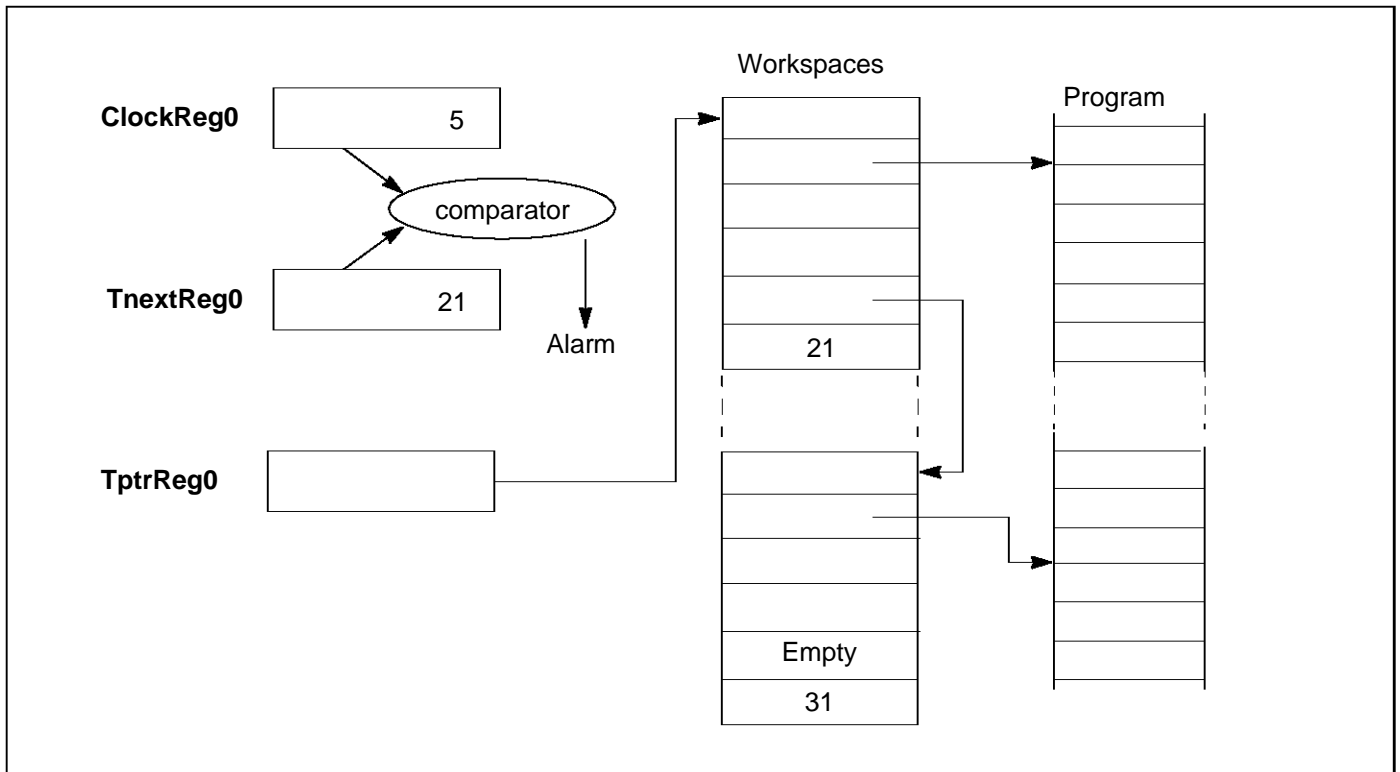 Workspaces
Program
ClockReg0
5
comparator
TnextReg0
21
Alarm
21
TptrReg0
Empty
31